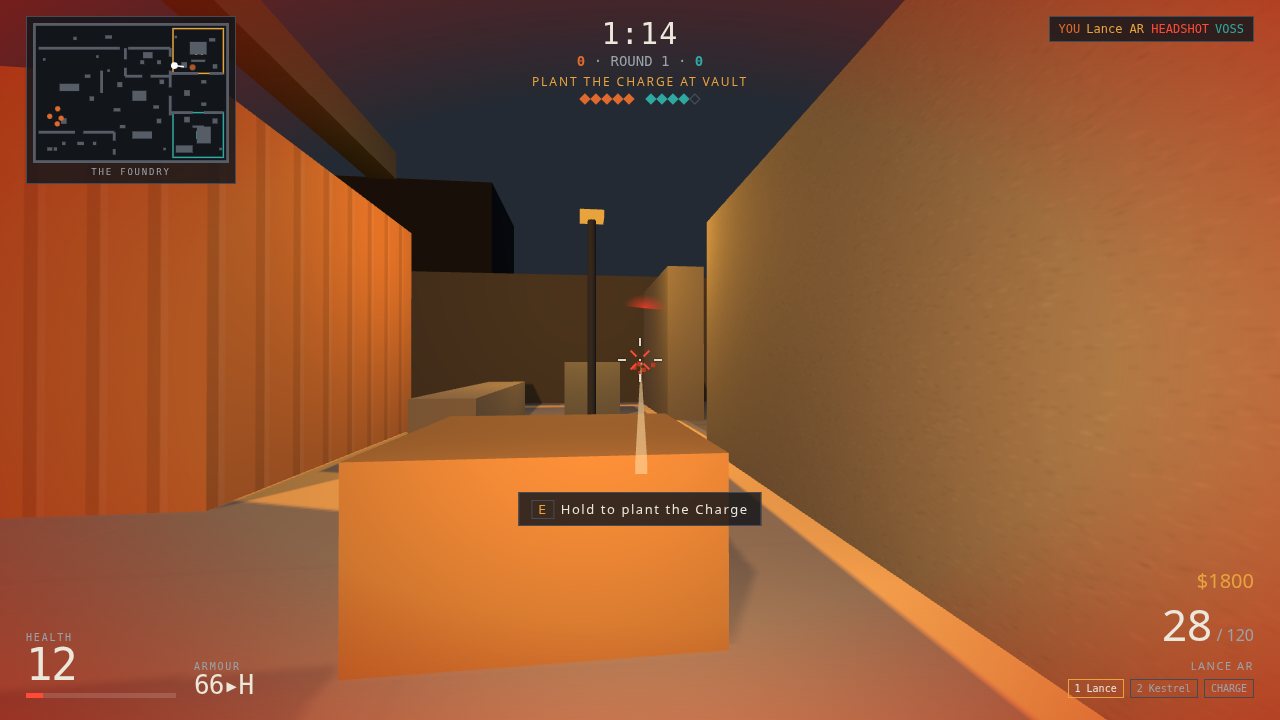 THE FOUNDRY
1:14
0 · ROUND 1 · 0
PLANT THE CHARGE AT VAULT
YOU Lance AR HEADSHOT VOSS
E Hold to plant the Charge
HEALTH
12
ARMOUR
66▸H
$1800
28 / 120
LANCE AR
1 Lance 2 Kestrel CHARGE